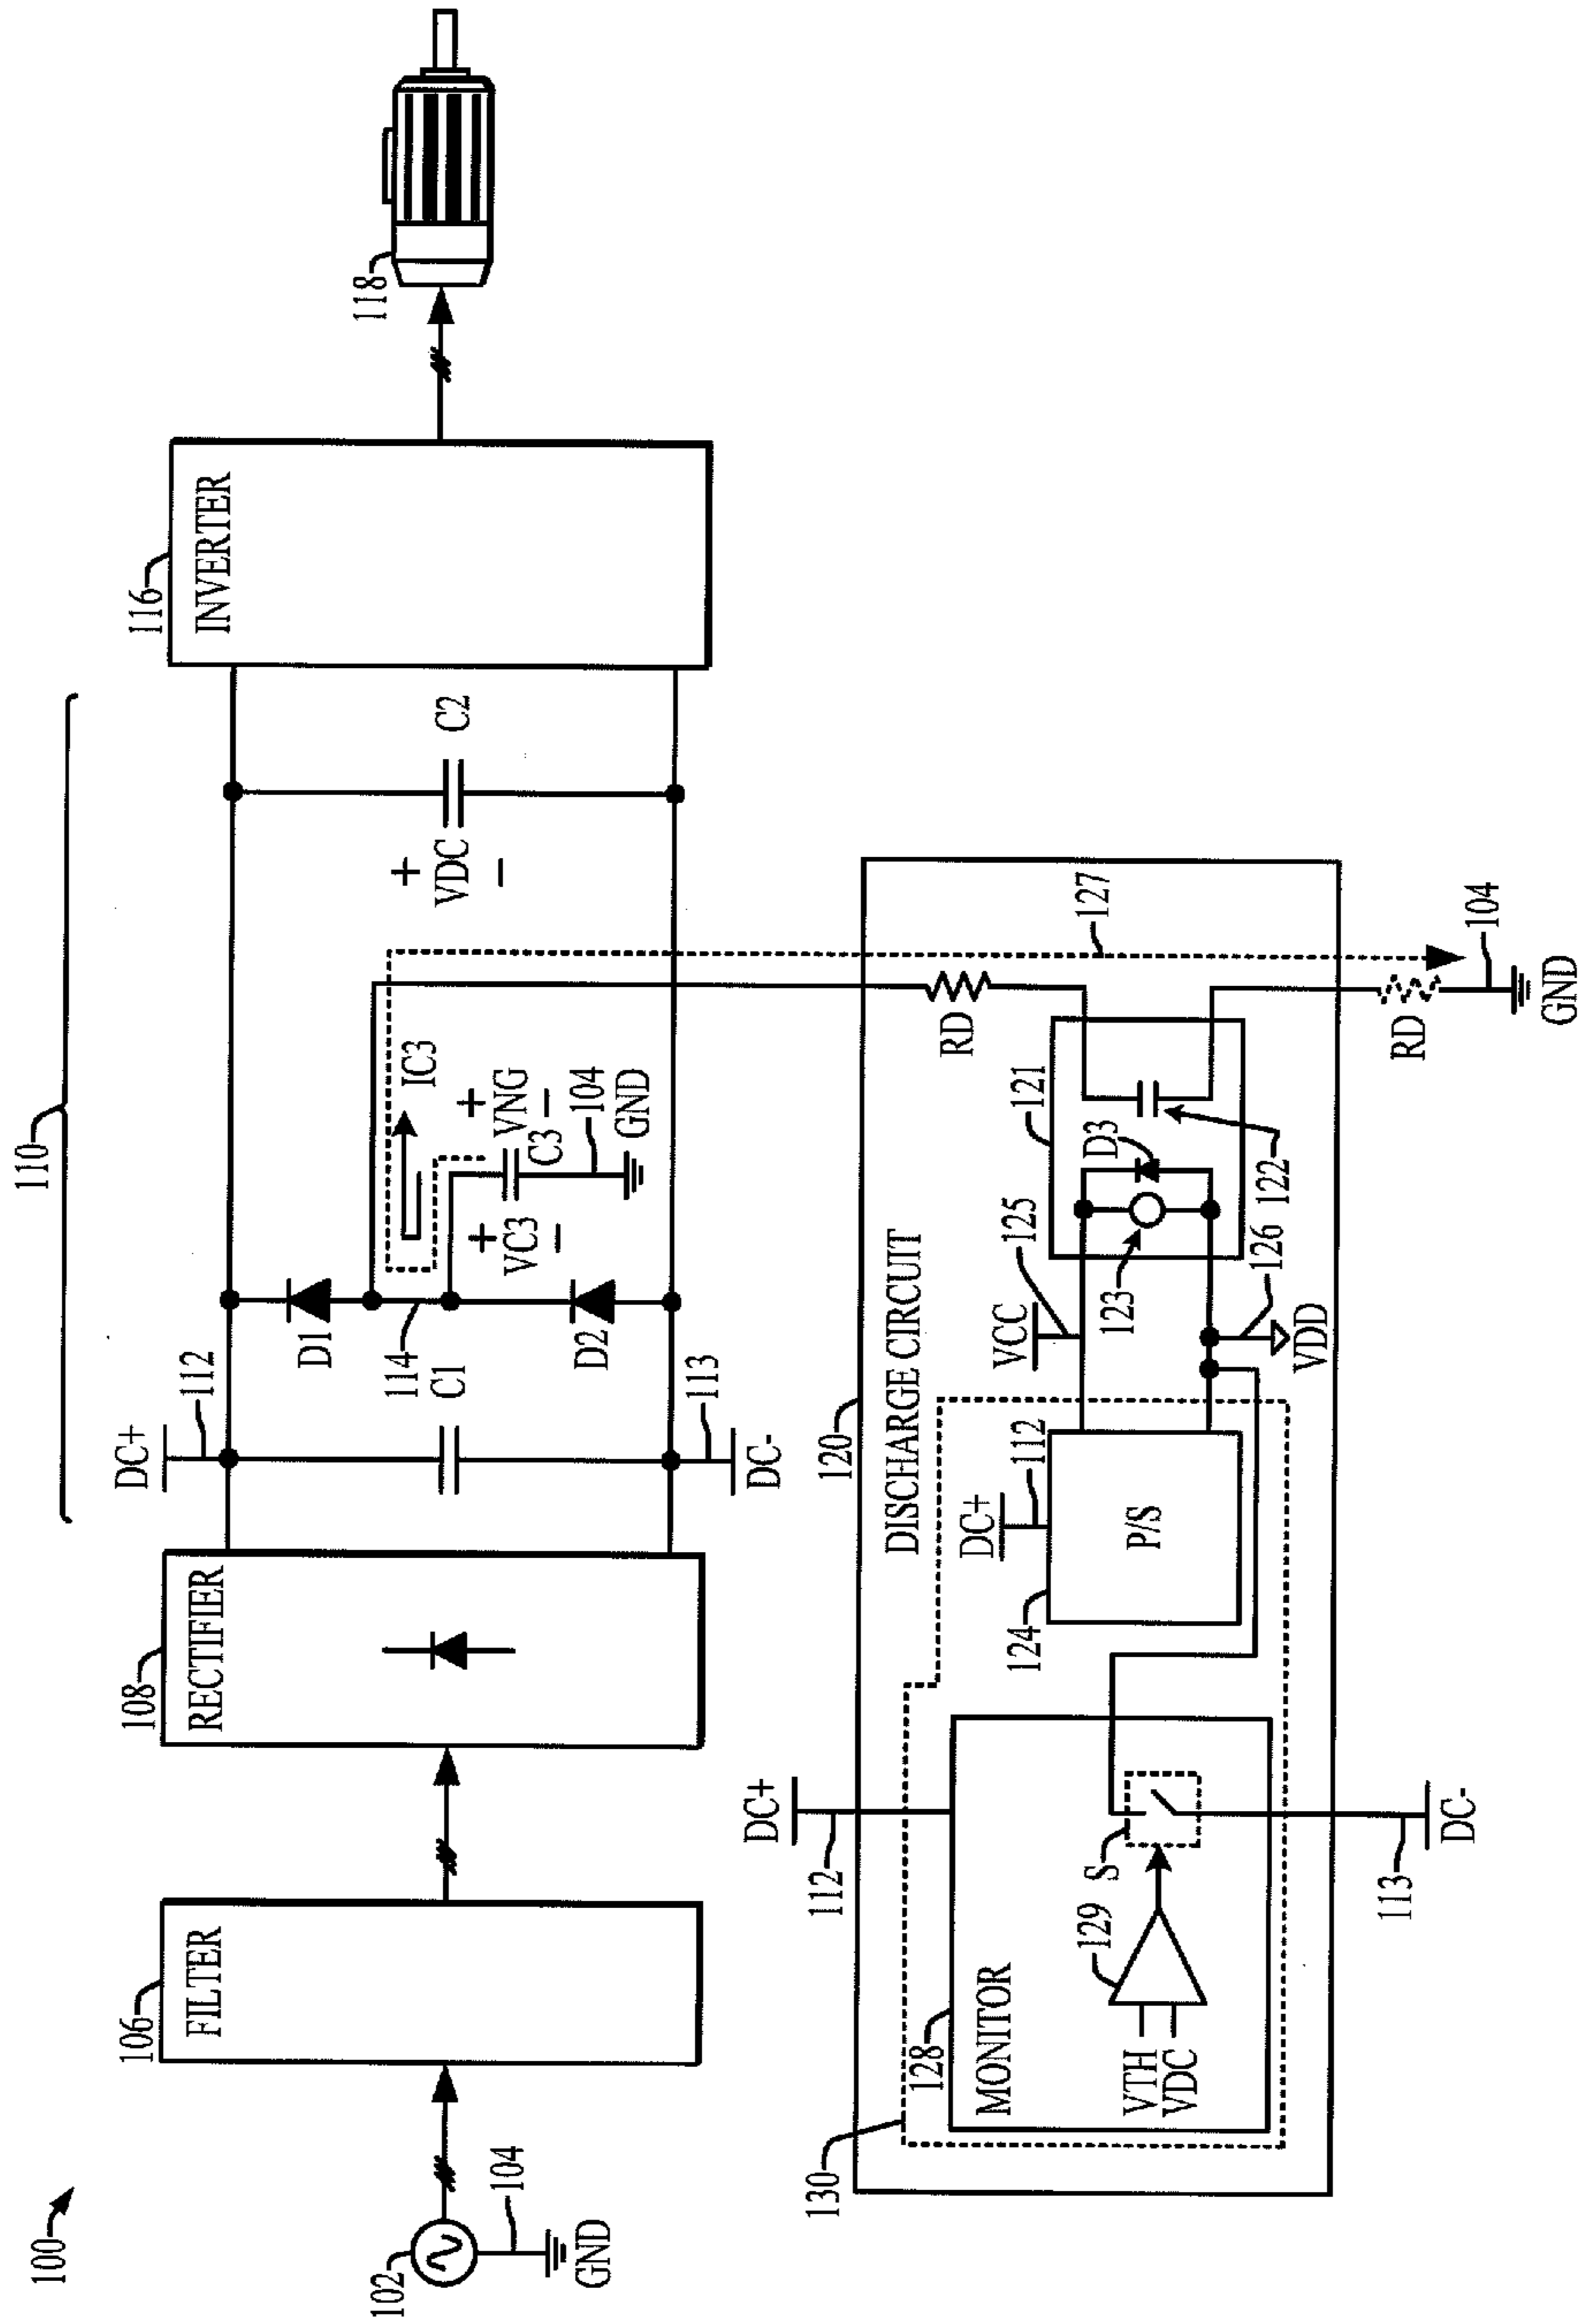 100
110
102
104
GND
106
FILTER
108
RECTIFIER
DC+
112
C1
113
DC-
D1
114
D2
IC3
+
VC3
-
+
VNG
-
C3
104
GND
+
VDC
-
C2
116
INVERTER
118
120
DISCHARGE CIRCUIT
130
128
MONITOR
DC+
112
VTH
VDC
129
S
113
DC-
124
DC+
112
P/S
VCC
125
126
VDD
121
123
D3
122
RD
127
RD
104
GND